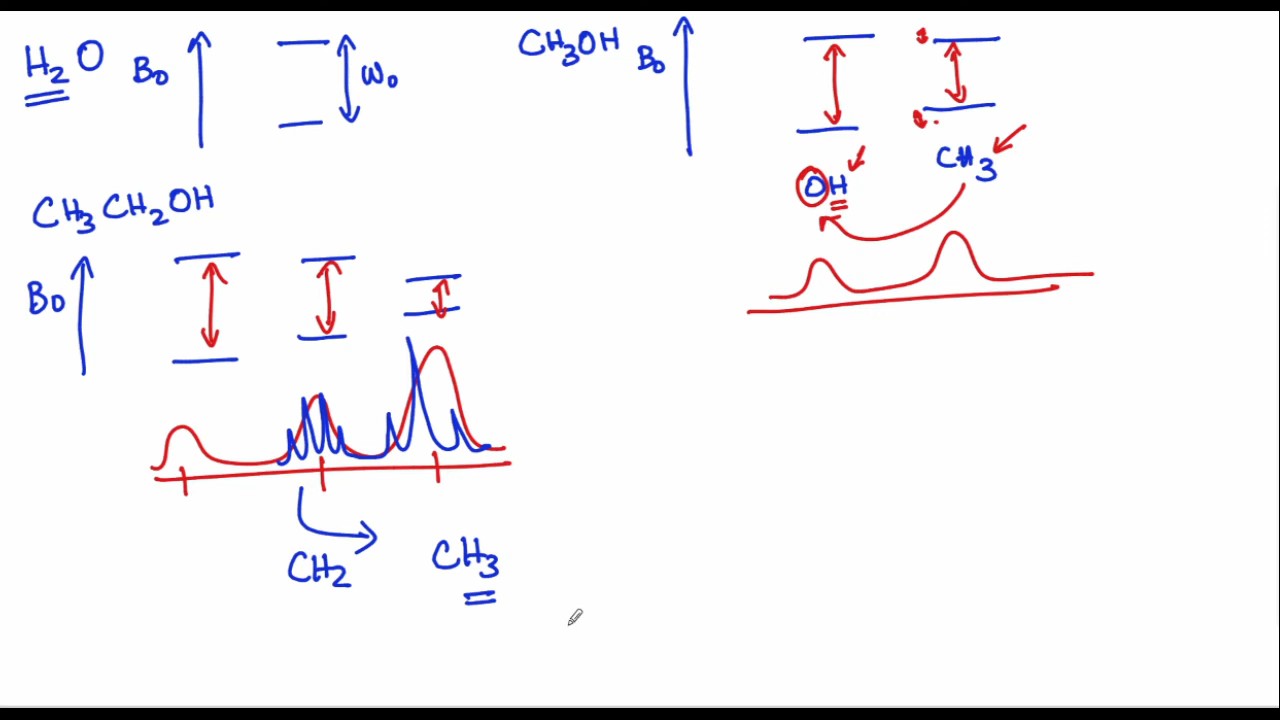 H₂O
B₀
ω₀
CH₃OH
B₀
OH
CH₃
CH₃CH₂OH
B₀
CH₂
CH₃